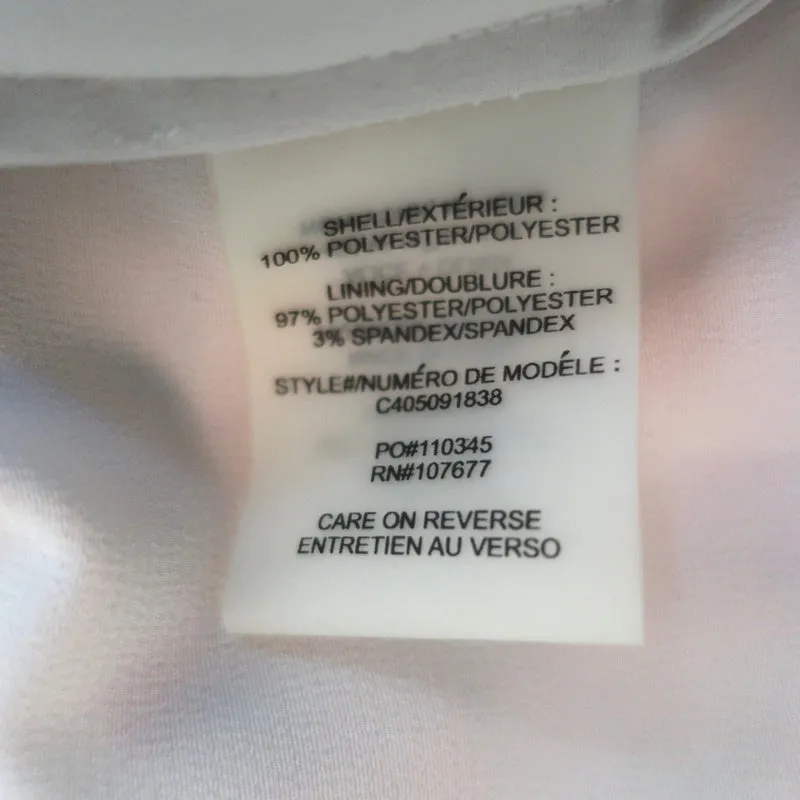 SHELL/EXTÉRIEUR :
100% POLYESTER/POLYESTER
LINING/DOUBLURE :
97% POLYESTER/POLYESTER
3% SPANDEX/SPANDEX
STYLE#/NUMÉRO DE MODÉLE :
C405091838
PO#110345
RN#107677
CARE ON REVERSE
ENTRETIEN AU VERSO